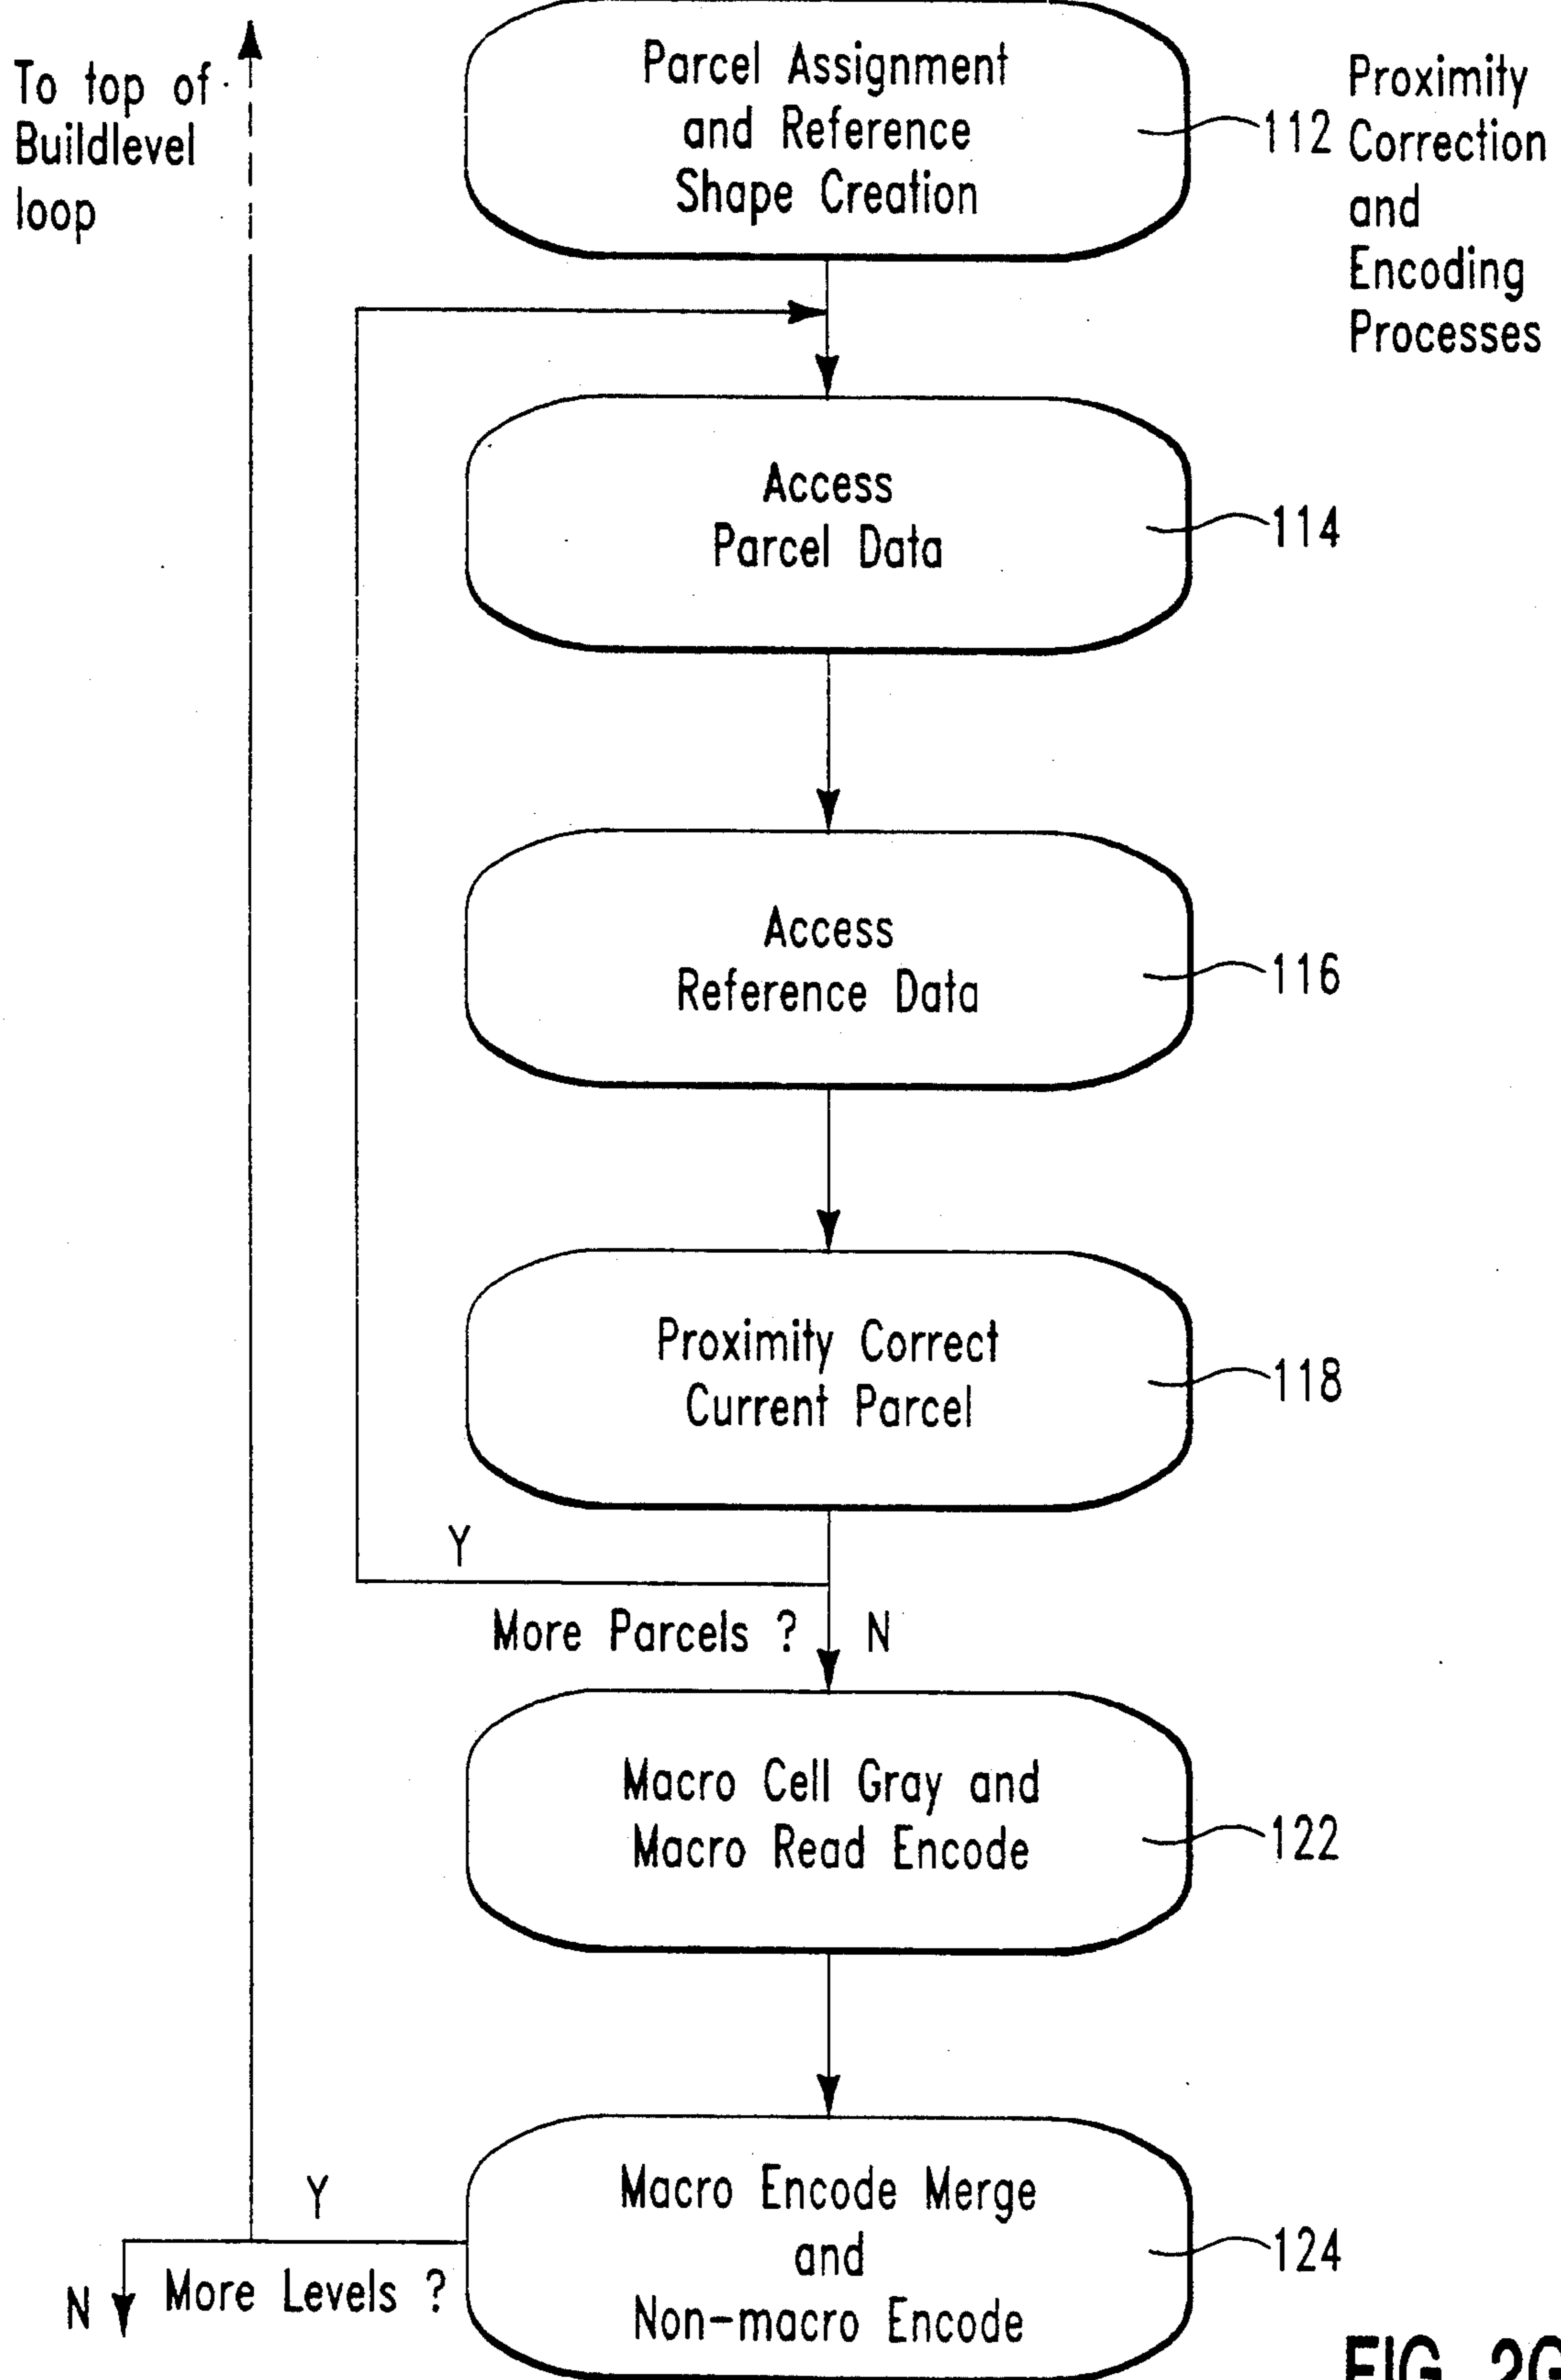 To top of
Buildlevel
loop
Parcel Assignment
and Reference
Shape Creation
112
Proximity
Correction
and
Encoding
Processes
Access
Parcel Data
114
Access
Reference Data
116
Proximity Correct
Current Parcel
118
Y
More Parcels ?
N
Macro Cell Gray and
Macro Read Encode
122
Macro Encode Merge
and
Non-macro Encode
124
Y
More Levels ?
N
FIG.